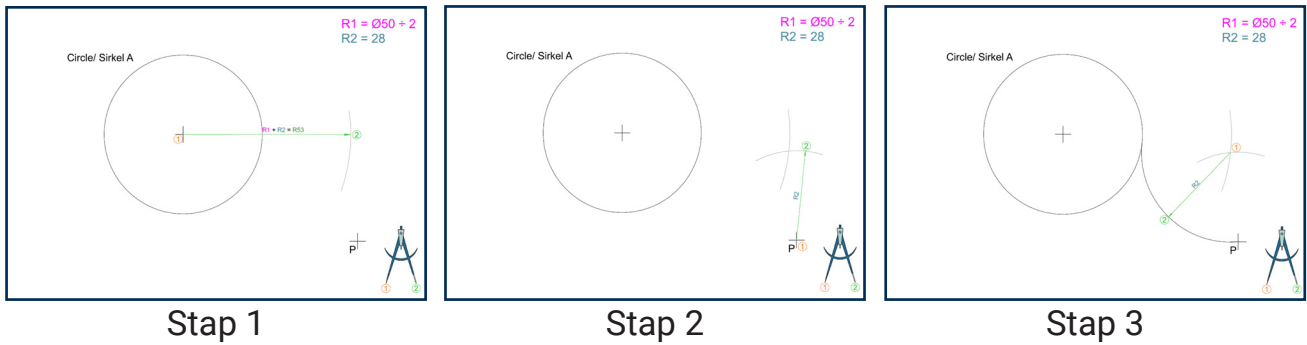 R1 = Ø50 ÷ 2
R2 = 28
Circle/ Sirkel A
①
R1 + R2 = R53
②
P
①
②
Stap 1
R1 = Ø50 ÷ 2
R2 = 28
Circle/ Sirkel A
②
R2
P
①
①
②
Stap 2
R1 = Ø50 ÷ 2
R2 = 28
Circle/ Sirkel A
①
R2
②
P
①
②
Stap 3